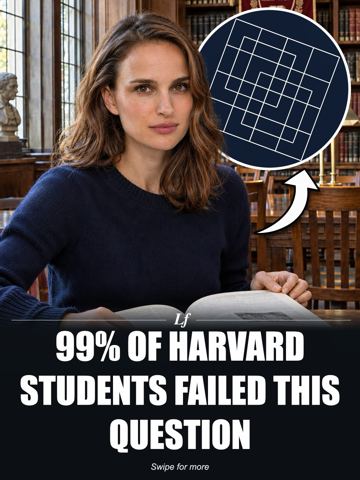 Lf
99% OF HARVARD
STUDENTS FAILED THIS
QUESTION
Swipe for more